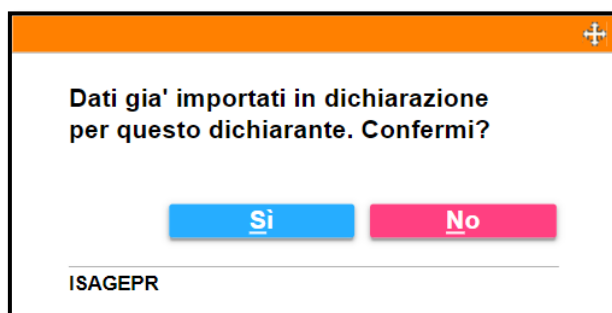 Dati gia' importati in dichiarazione
per questo dichiarante. Confermi?
Sì
No
ISAGEPR